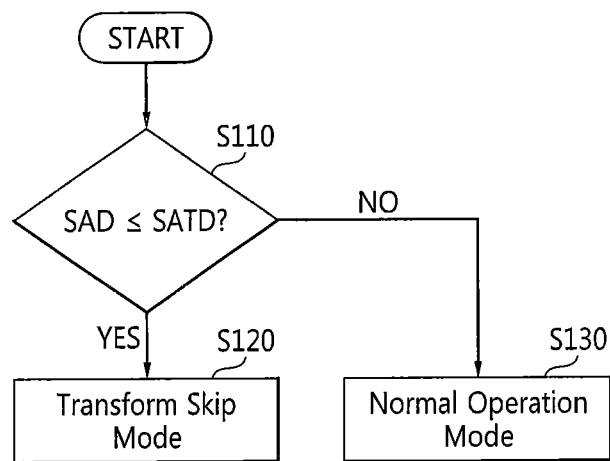 START
S110
SAD ≤ SATD?
NO
YES
S120
Transform Skip
Mode
S130
Normal Operation
Mode